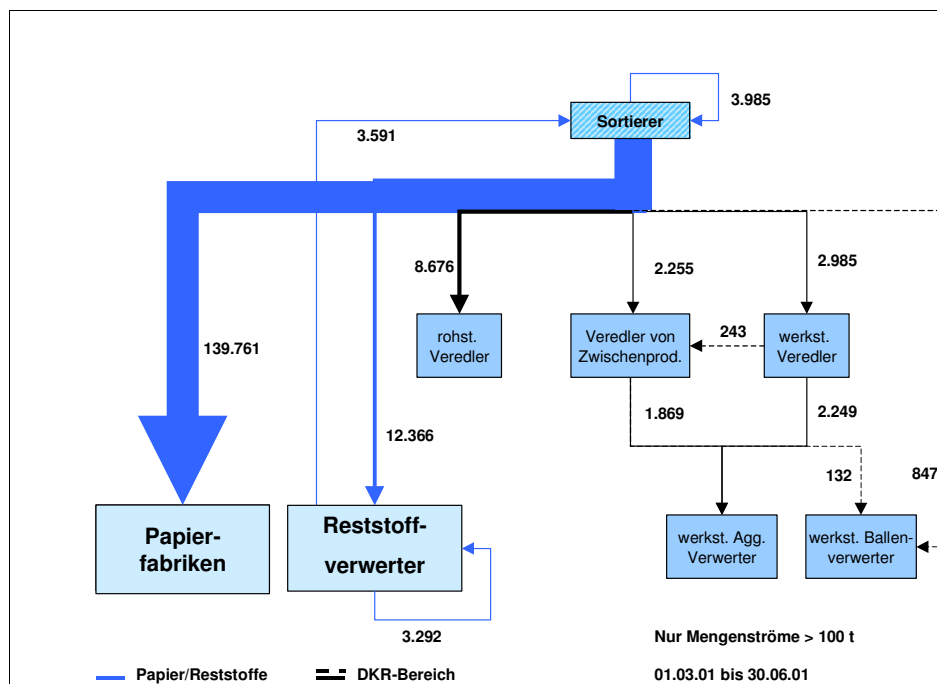 3.985
Sortierer
3.591
8.676
2.255
2.985
rohst.
Veredler
Veredler von
Zwischenprod.
243
werkst.
Veredler
139.761
1.869
2.249
12.366
132
847
Papier-
fabriken
Reststoff-
verwerter
werkst. Agg.
Verwerter
werkst. Ballen-
verwerter
3.292
Nur Mengenströme > 100 t
Papier/Reststoffe
DKR-Bereich
01.03.01 bis 30.06.01